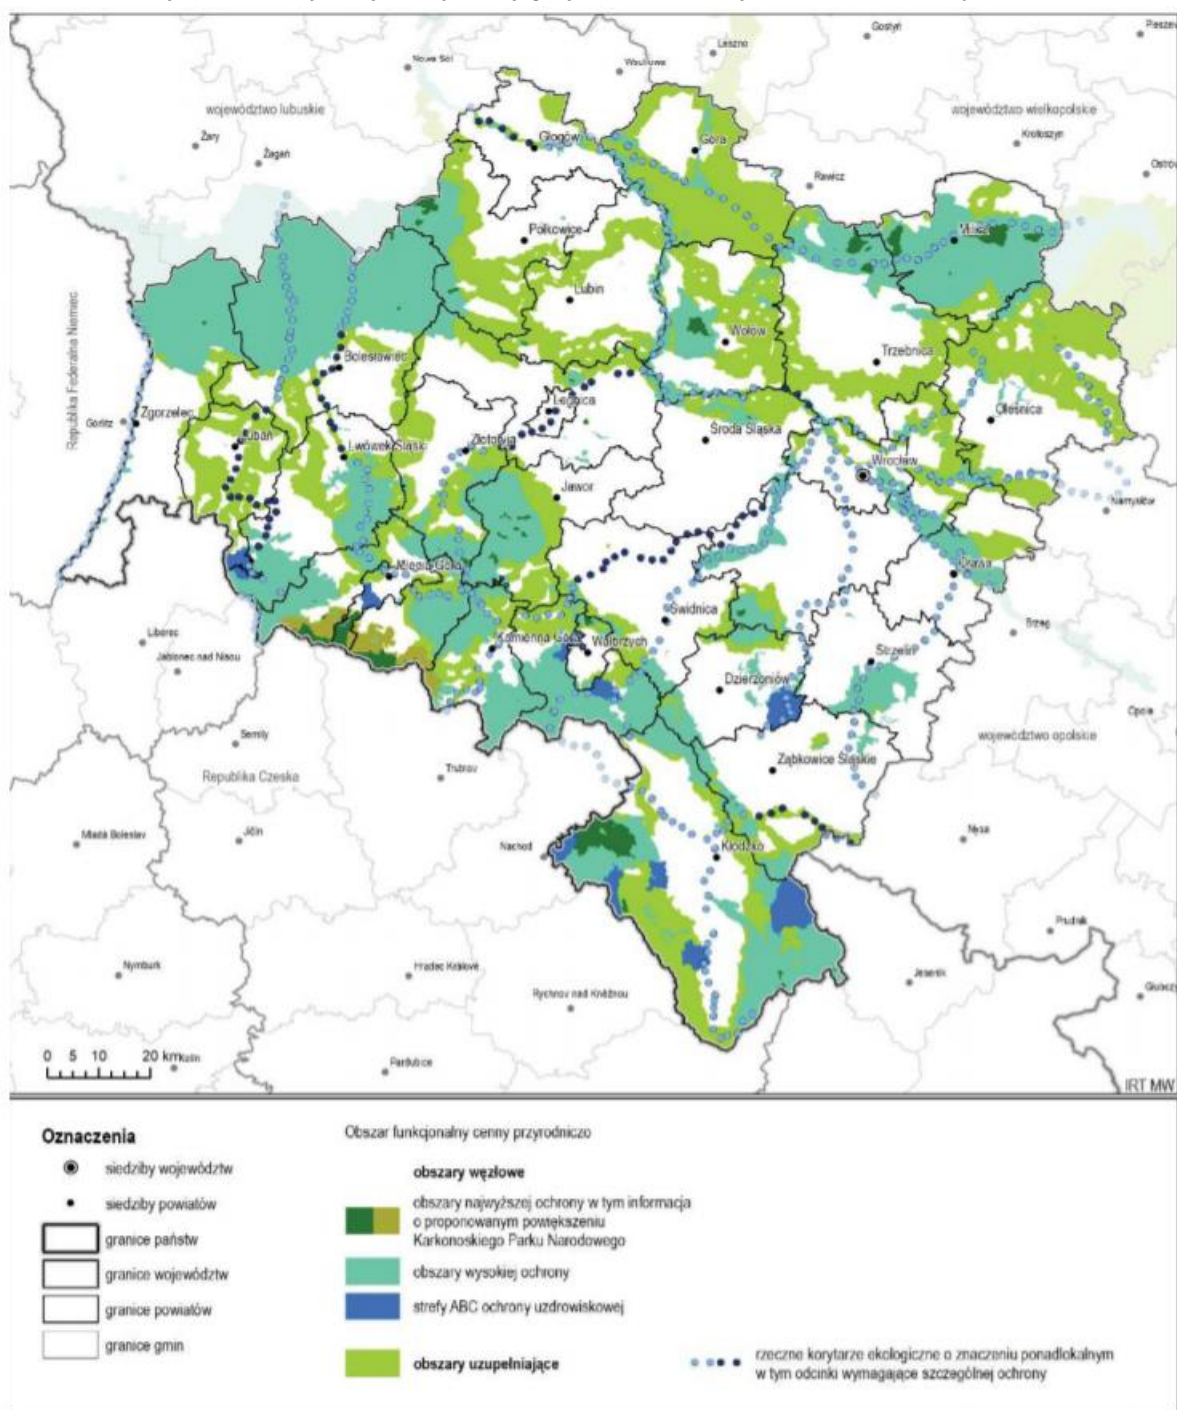 Gostyń
Leszno
Nowa Sól
Wschowa
województwo lubuskie
województwo wielkopolskie
Żary
Żagań
Krotoszyn
Głogów
Góra
Rawicz
Polkowice
Milicz
Lubin
Republika Federalna Niemiec
Wołów
Bolesławiec
Trzebnica
Legnica
Oleśnica
Görlitz
Zgorzelec
Środa Śląska
Lubań
Lwówek Śląski
Złotoryja
Wrocław
Jawor
Namysłów
Jelenia Góra
Oława
Świdnica
Brzeg
Liberec
Kamienna Góra
Wałbrzych
Jablonec nad Nisou
Strzelin
Dzierżoniów
Opole
Semily
województwo opolskie
Republika Czeska
Trutnov
Ząbkowice Śląskie
Mladá Boleslav
Jičín
Nachod
Nysa
Kłodzko
Prudnik
Nymburk
Hradec Králové
Jesenik
Rychnov nad Kněžnou
0 5 10 20 km
Kolín
Pardubice
IRT MW
Oznaczenia
siedziby województw
siedziby powiatów
granice państw
granice województw
granice powiatów
granice gmin
Obszar funkcjonalny cenny przyrodniczo
obszary węzłowe
obszary najwyższej ochrony w tym informacja
o proponowanym powiększeniu
Karkonoskiego Parku Narodowego
obszary wysokiej ochrony
strefy ABC ochrony uzdrowiskowej
obszary uzupełniające
rzeczne korytarze ekologiczne o znaczeniu ponadlokalnym
w tym odcinki wymagające szczególnej ochrony